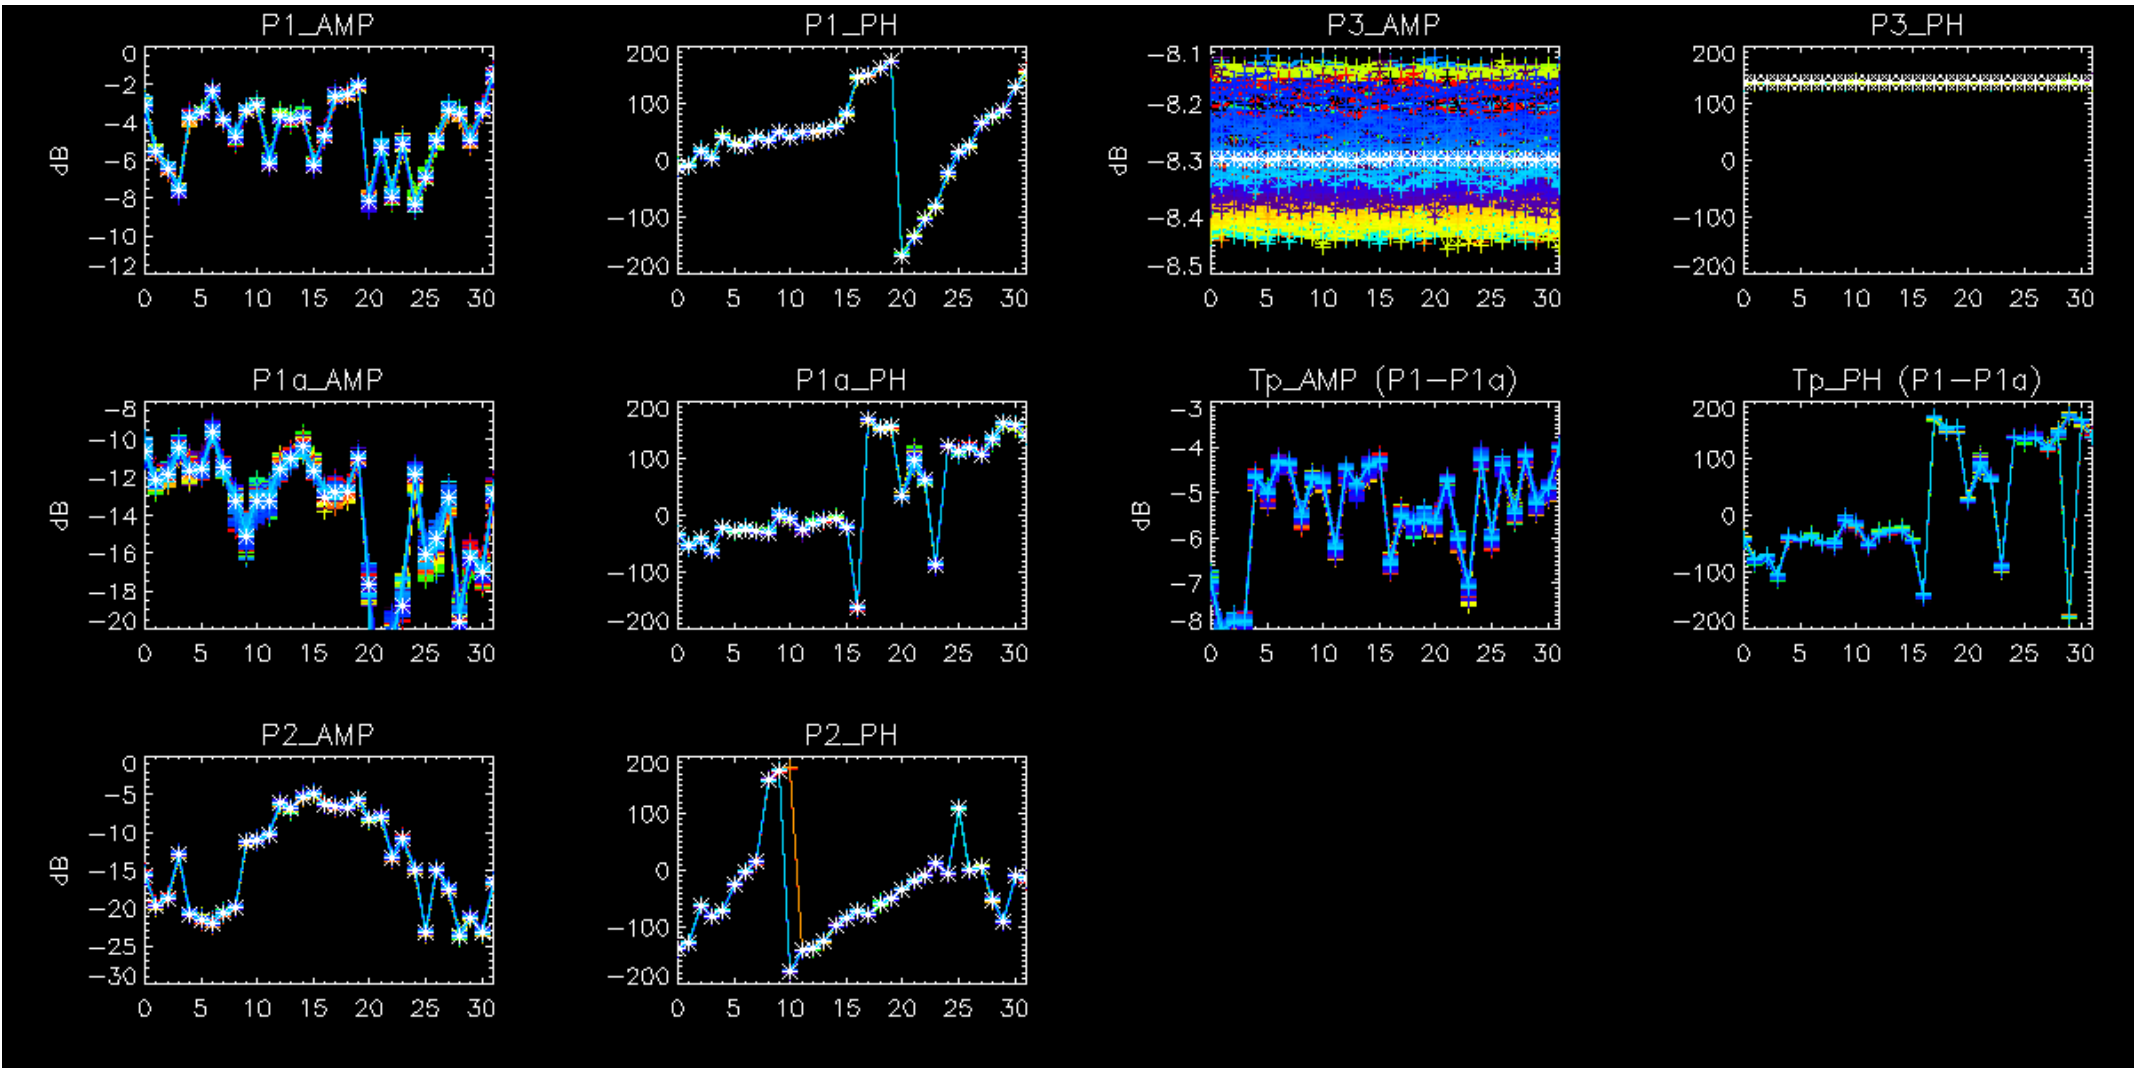 P1_AMP
P1_PH
P3_AMP
P3_PH
dB
0
−2
−4
−6
−8
−10
−12
0 5 10 15 20 25 30
200
100
0
−100
−200
0 5 10 15 20 25 30
dB
−8.1
−8.2
−8.3
−8.4
−8.5
0 5 10 15 20 25 30
200
100
0
−100
−200
0 5 10 15 20 25 30
P1a_AMP
P1a_PH
Tp_AMP (P1−P1a)
Tp_PH (P1−P1a)
dB
−8
−10
−12
−14
−16
−18
−20
0 5 10 15 20 25 30
200
100
0
−100
−200
0 5 10 15 20 25 30
dB
−3
−4
−5
−6
−7
−8
0 5 10 15 20 25 30
200
100
0
−100
−200
0 5 10 15 20 25 30
P2_AMP
P2_PH
dB
0
−5
−10
−15
−20
−25
−30
0 5 10 15 20 25 30
200
100
0
−100
−200
0 5 10 15 20 25 30